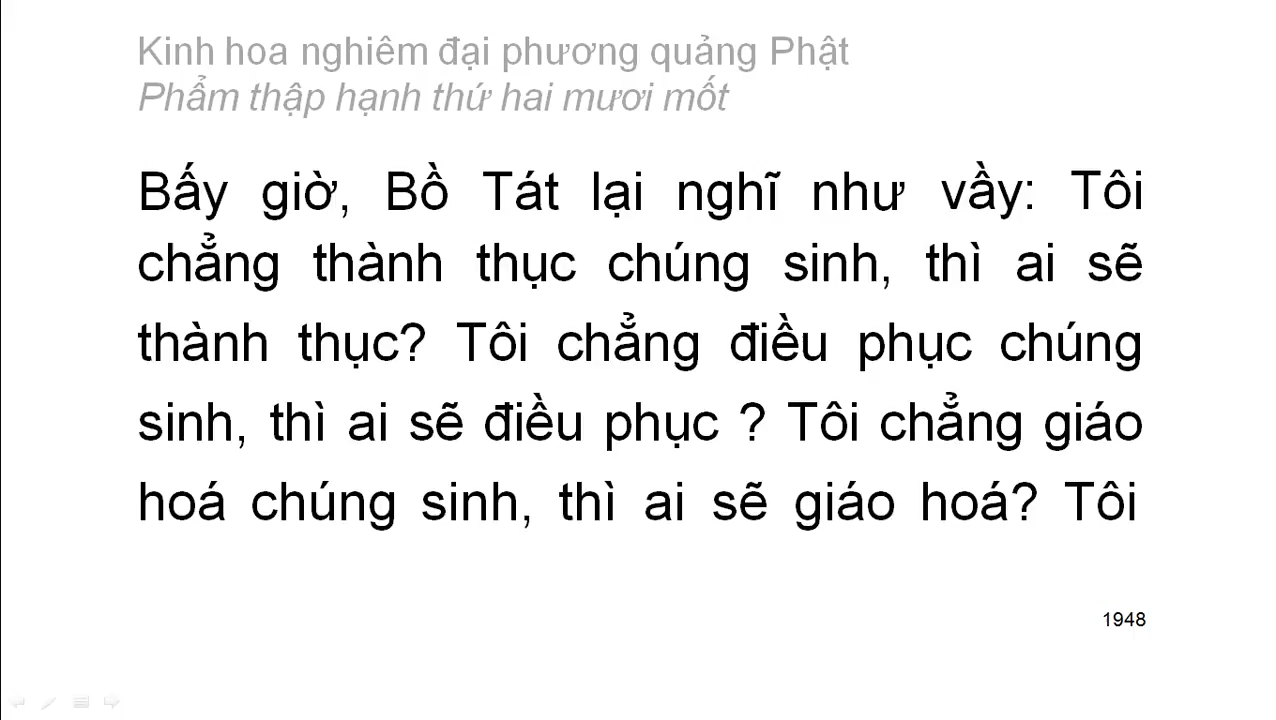 Kinh hoa nghiêm đại phương quảng Phật
Phẩm thập hạnh thứ hai mươi mốt
Bấy giờ, Bồ Tát lại nghĩ như vầy: Tôi
chẳng thành thục chúng sinh, thì ai sẽ
thành thục? Tôi chẳng điều phục chúng
sinh, thì ai sẽ điều phục ? Tôi chẳng giáo
hoá chúng sinh, thì ai sẽ giáo hoá? Tôi
1948